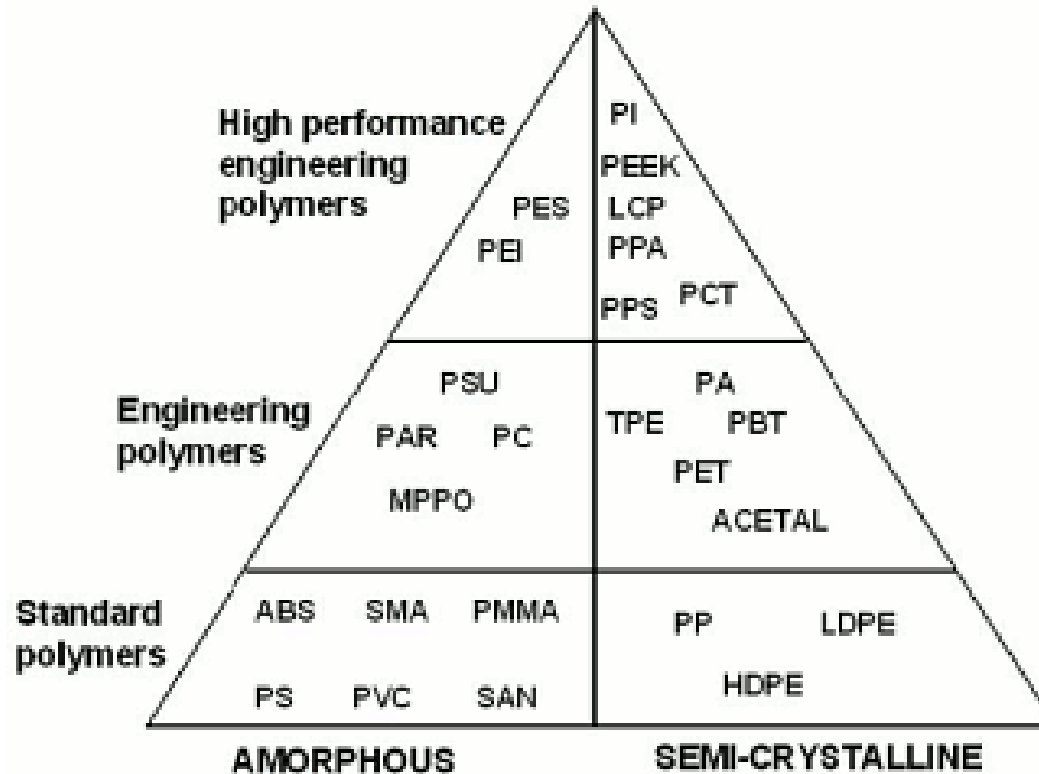 High performance
engineering
polymers
PI
PEEK
PES
LCP
PEI
PPA
PPS
PCT
Engineering
polymers
PSU
PAR
PC
MPPO
PA
TPE
PBT
PET
ACETAL
Standard
polymers
ABS
SMA
PMMA
PS
PVC
SAN
PP
LDPE
HDPE
AMORPHOUS
SEMI-CRYSTALLINE